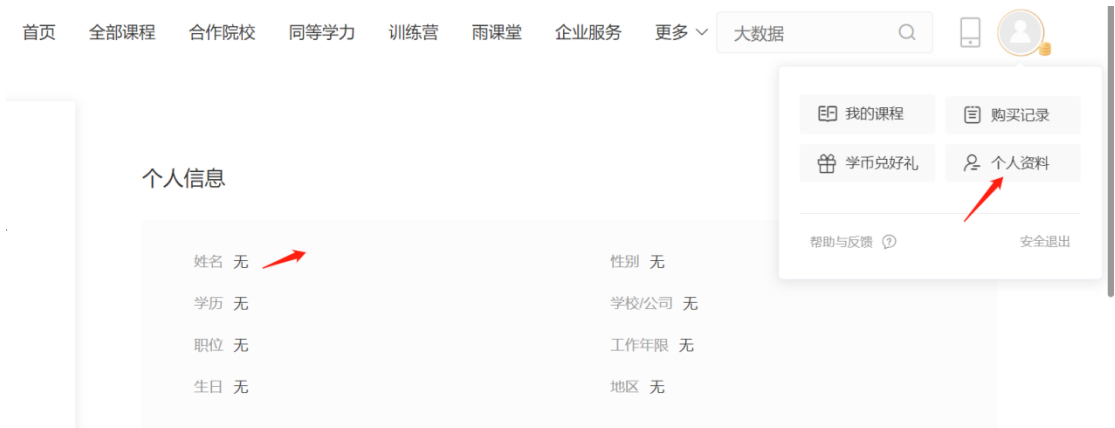 首页 全部课程 合作院校 同等学力 训练营 雨课堂 企业服务 更多 大数据
我的课程 购买记录
学币兑好礼 个人资料
帮助与反馈 安全退出
个人信息
姓名 无 性别 无
学历 无 学校/公司 无
职位 无 工作年限 无
生日 无 地区 无